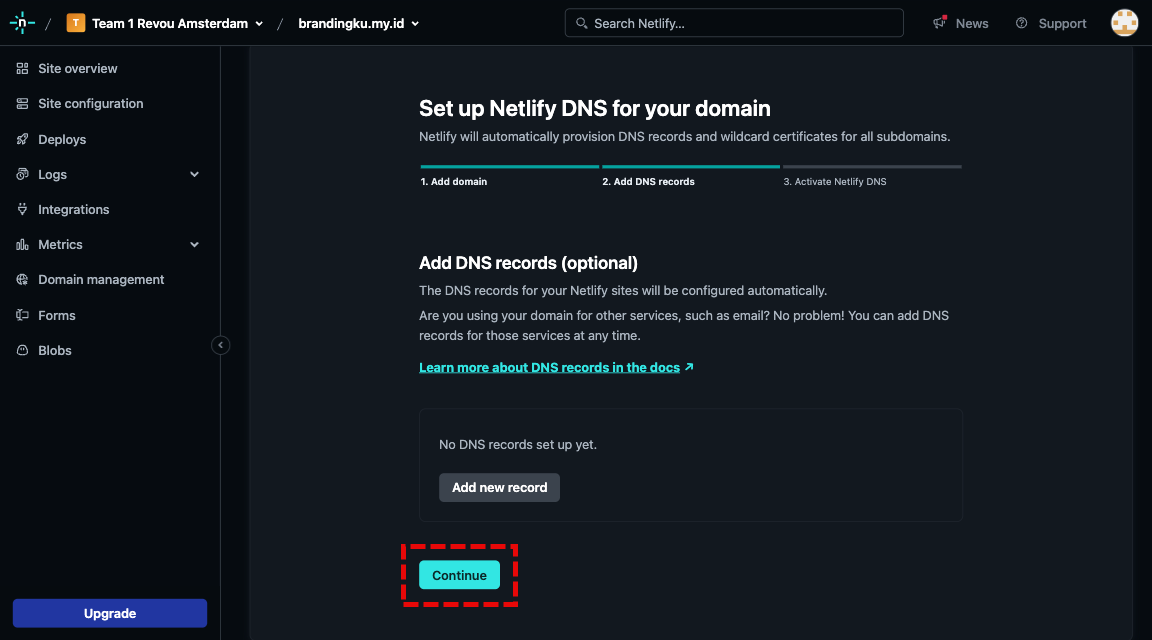 n / T Team 1 Revou Amsterdam / brandingku.my.id Search Netlify... News Support
Site overview
Site configuration
Deploys
Logs
Integrations
Metrics
Domain management
Forms
Blobs
Upgrade
Set up Netlify DNS for your domain
Netlify will automatically provision DNS records and wildcard certificates for all subdomains.
1. Add domain 2. Add DNS records 3. Activate Netlify DNS
Add DNS records (optional)
The DNS records for your Netlify sites will be configured automatically.
Are you using your domain for other services, such as email? No problem! You can add DNS
records for those services at any time.
Learn more about DNS records in the docs
No DNS records set up yet.
Add new record
Continue